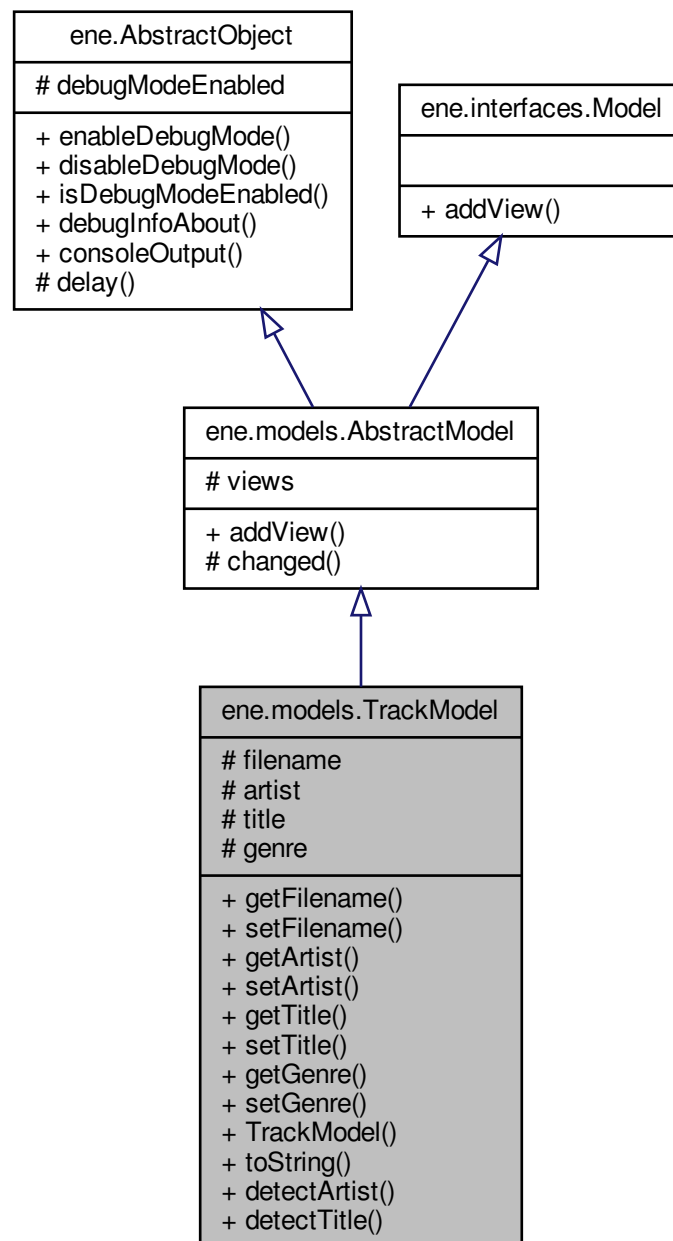 ene.AbstractObject
# debugModeEnabled
+ enableDebugMode()
+ disableDebugMode()
+ isDebugModeEnabled()
+ debugInfoAbout()
+ consoleOutput()
# delay()
ene.interfaces.Model
+ addView()
ene.models.AbstractModel
# views
+ addView()
# changed()
ene.models.TrackModel
# filename
# artist
# title
# genre
+ getFilename()
+ setFilename()
+ getArtist()
+ setArtist()
+ getTitle()
+ setTitle()
+ getGenre()
+ setGenre()
+ TrackModel()
+ toString()
+ detectArtist()
+ detectTitle()